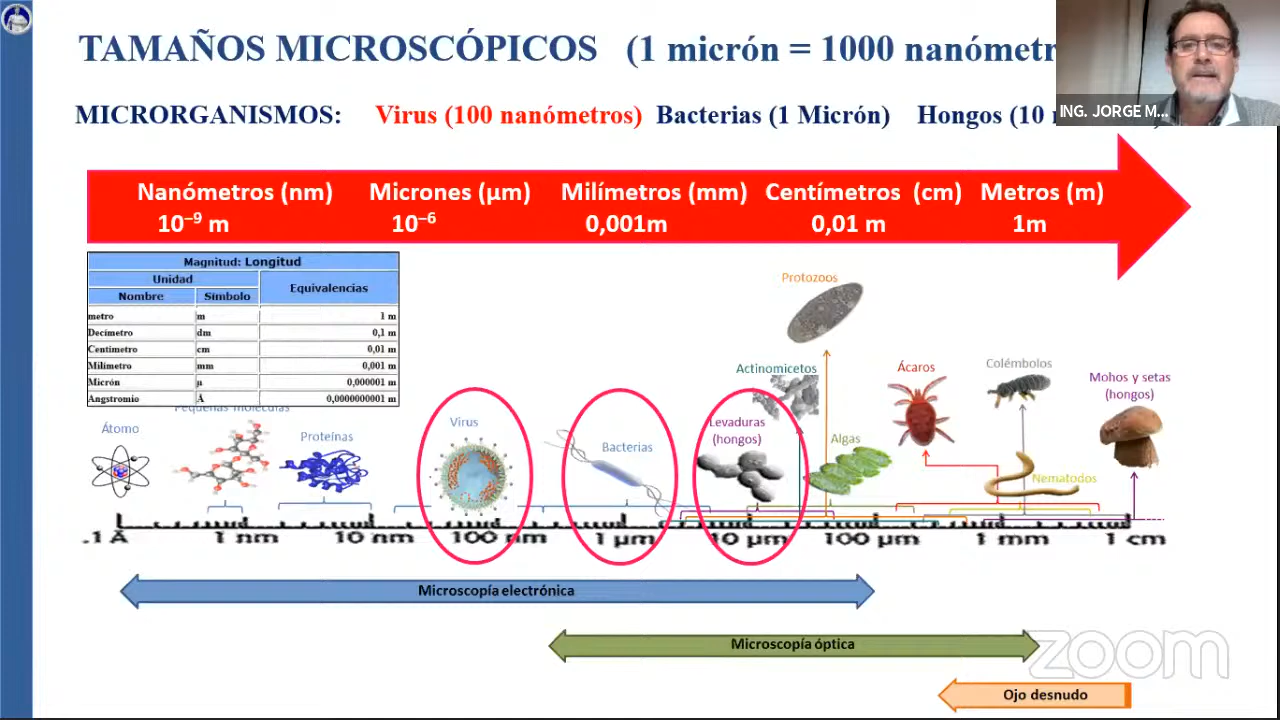 TAMAÑOS MICROSCÓPICOS (1 micrón = 1000 nanómetr
MICRORGANISMOS: Virus (100 nanómetros) Bacterias (1 Micrón) Hongos (10
ING. JORGE M...
Nanómetros (nm) Micrones (µm) Milímetros (mm) Centímetros (cm) Metros (m)
10⁻⁹ m 10⁻⁶ 0,001m 0,01 m 1m
Magnitud: Longitud
Unidad Equivalencias
Nombre Símbolo
metro m 1 m
Decímetro dm 0,1 m
Centímetro cm 0,01 m
Milímetro mm 0,001 m
Micrón µ 0,000001 m
Angstromio Å 0,0000000001 m
Pequeñas moléculas
Protozoos
Actinomicetos
Ácaros
Colémbolos
Mohos y setas
(hongos)
Átomo
Proteínas
Virus
Bacterias
Levaduras
(hongos)
Algas
Nematodos
.1 Å 1 nm 10 nm 100 nm 1 µm 10 µm 100 µm 1 mm 1 cm
Microscopía electrónica
Microscopía óptica
zoom
Ojo desnudo